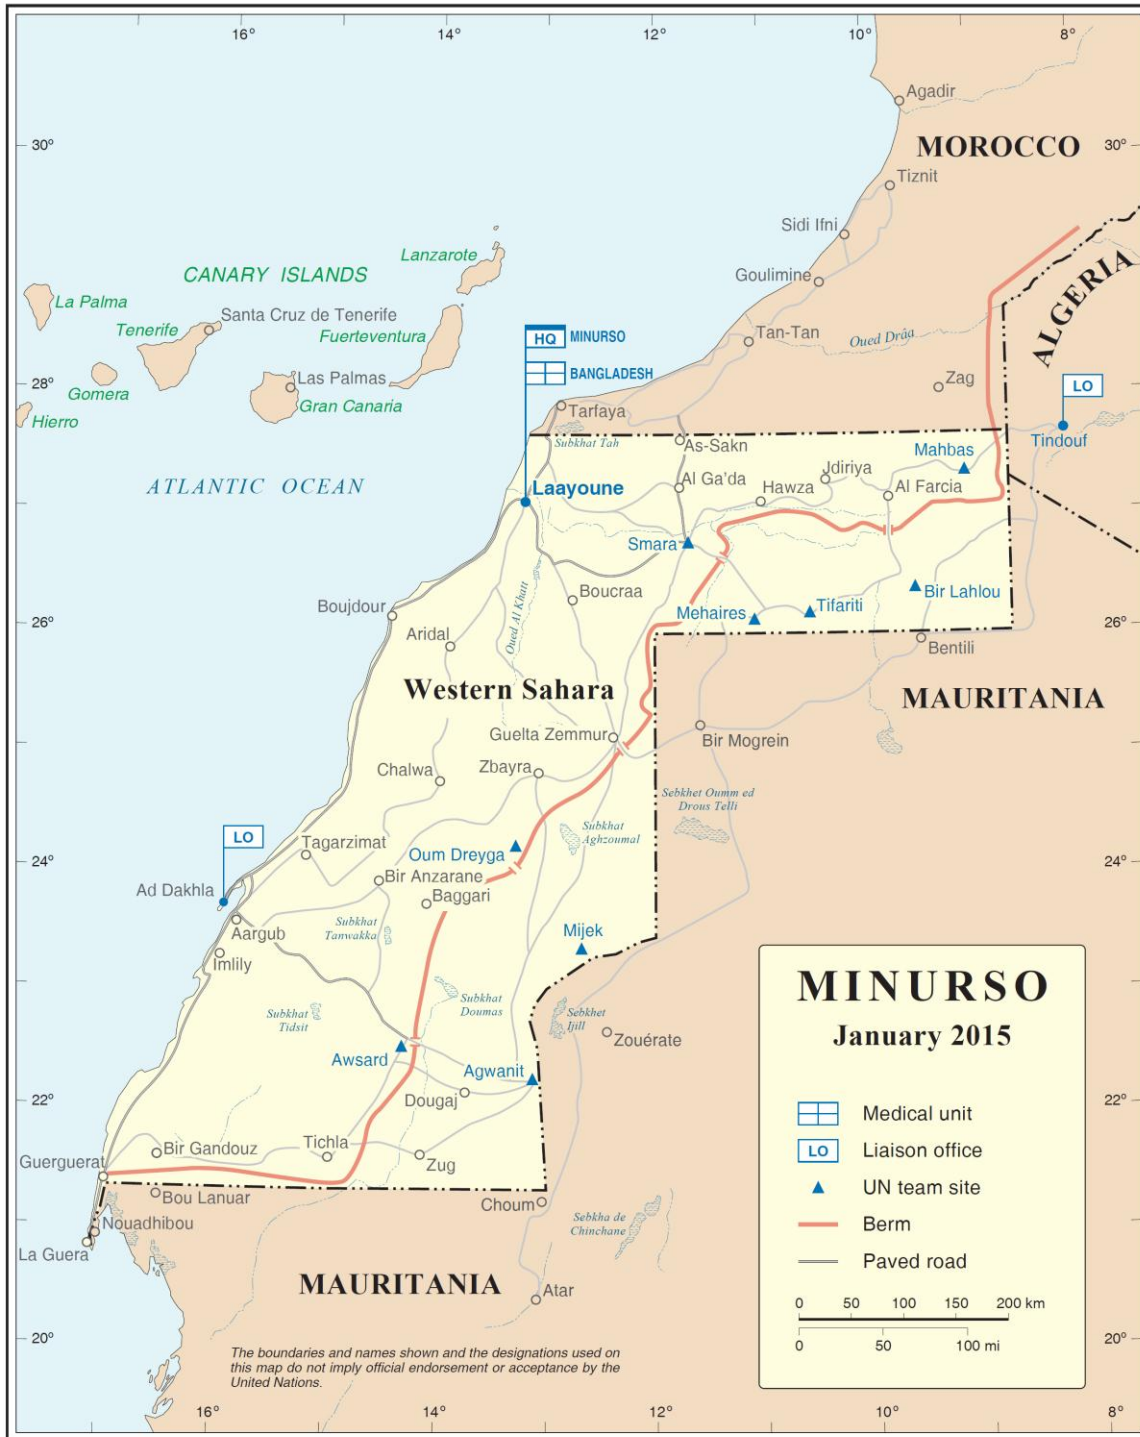 16°
14°
12°
10°
8°
Agadir
30°
MOROCCO
30°
Tiznit
Sidi Ifni
Lanzarote
CANARY ISLANDS
Goulimine
ALGERIA
La Palma
Santa Cruz de Tenerife
Tenerife
Fuerteventura
HQ MINURSO
Tan-Tan
Oued Drâa
BANGLADESH
Gomera
Las Palmas
Zag
LO
28°
28°
Hierro
Gran Canaria
Tarfaya
Subkhat Tah
As-Sakn
Tindouf
Mahbas
Jdiriya
ATLANTIC OCEAN
Laayoune
Al Ga'da
Hawza
Al Farcia
Smara
Oued Al Khatt
Boucraa
Bir Lahlou
Boujdour
Mehaires
Tifariti
26°
26°
Aridal
Bentili
Western Sahara
MAURITANIA
Guelta Zemmur
Bir Mogrein
Chalwa
Zbayra
Sebkhet Oumm ed
Drous Telli
LO
Subkhat
Aghzoumal
Tagarzimat
Oum Dreyga
24°
24°
Bir Anzarane
Ad Dakhla
Baggari
Aargub
Subkhat
Tanwakka
Mijek
Imlily
MINURSO
January 2015
Subkhat
Doumas
Subkhat
Tidsit
Sebkhet
Ijill
Zouérate
Awsard
Agwanit
Dougaj
22°
22°
Medical unit
LO Liaison office
UN team site
Berm
Paved road
0 50 100 150 200 km
0 50 100 mi
Bir Gandouz
Tichla
Zug
Guerguerat
Bou Lanuar
Choum
Nouadhibou
Sebkha de
Chinchane
La Guera
MAURITANIA
Atar
20°
20°
The boundaries and names shown and the designations used on
this map do not imply official endorsement or acceptance by the
United Nations.
16°
14°
12°
10°
8°